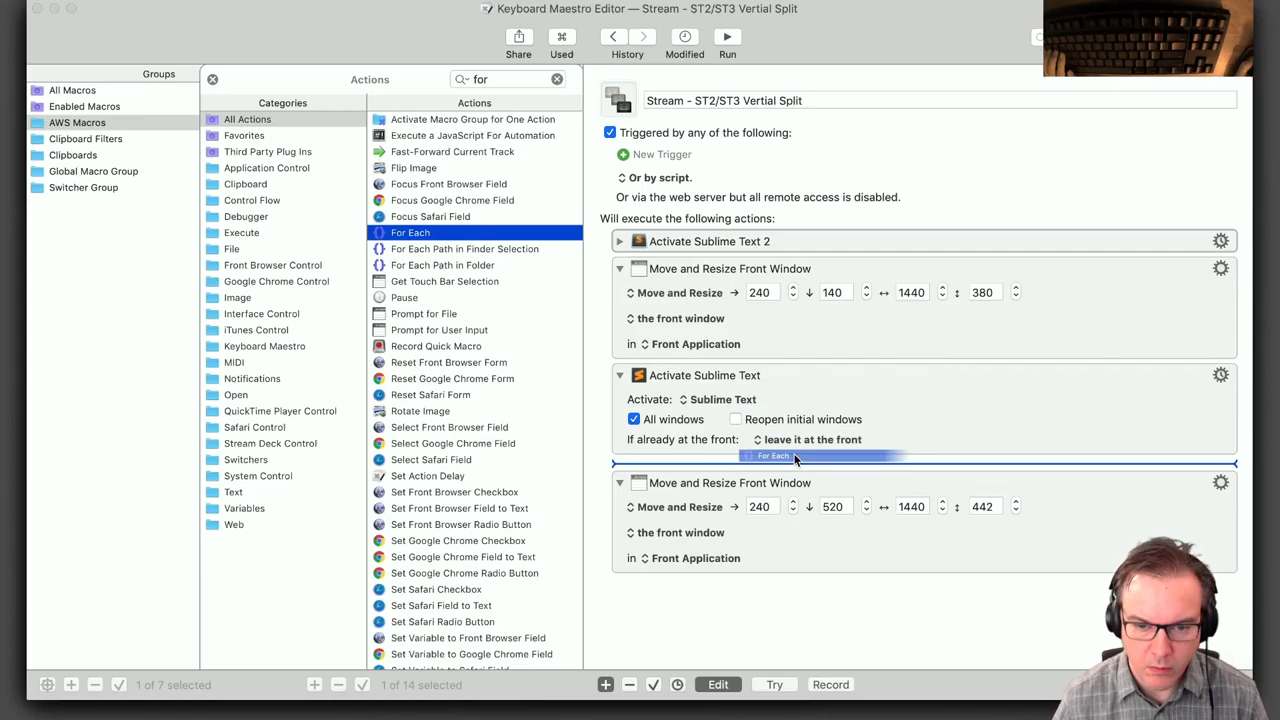 Keyboard Maestro Editor — Stream - ST2/ST3 Vertial Split
Share
Used
History
Modified
Run
Groups
All Macros
Enabled Macros
AWS Macros
Clipboard Filters
Clipboards
Global Macro Group
Switcher Group
Actions
for
Categories
All Actions
Favorites
Third Party Plug Ins
Application Control
Clipboard
Control Flow
Debugger
Execute
File
Front Browser Control
Google Chrome Control
Image
Interface Control
iTunes Control
Keyboard Maestro
MIDI
Notifications
Open
QuickTime Player Control
Safari Control
Stream Deck Control
Switchers
System Control
Text
Variables
Web
Actions
Activate Macro Group for One Action
Execute a JavaScript For Automation
Fast-Forward Current Track
Flip Image
Focus Front Browser Field
Focus Google Chrome Field
Focus Safari Field
For Each
For Each Path in Finder Selection
For Each Path in Folder
Get Touch Bar Selection
Pause
Prompt for File
Prompt for User Input
Record Quick Macro
Reset Front Browser Form
Reset Google Chrome Form
Reset Safari Form
Rotate Image
Select Front Browser Field
Select Google Chrome Field
Select Safari Field
Set Action Delay
Set Front Browser Checkbox
Set Front Browser Field to Text
Set Front Browser Radio Button
Set Google Chrome Checkbox
Set Google Chrome Field to Text
Set Google Chrome Radio Button
Set Safari Checkbox
Set Safari Field to Text
Set Safari Radio Button
Set Variable to Front Browser Field
Set Variable to Google Chrome Field
Stream - ST2/ST3 Vertial Split
Triggered by any of the following:
New Trigger
Or by script.
Or via the web server but all remote access is disabled.
Will execute the following actions:
Activate Sublime Text 2
Move and Resize Front Window
Move and Resize 240 140 1440 380
the front window
in Front Application
Activate Sublime Text
Activate: Sublime Text
All windows Reopen initial windows
If already at the front: leave it at the front
For Each
Move and Resize Front Window
Move and Resize 240 520 1440 442
the front window
in Front Application
1 of 7 selected
1 of 14 selected
Edit
Try
Record